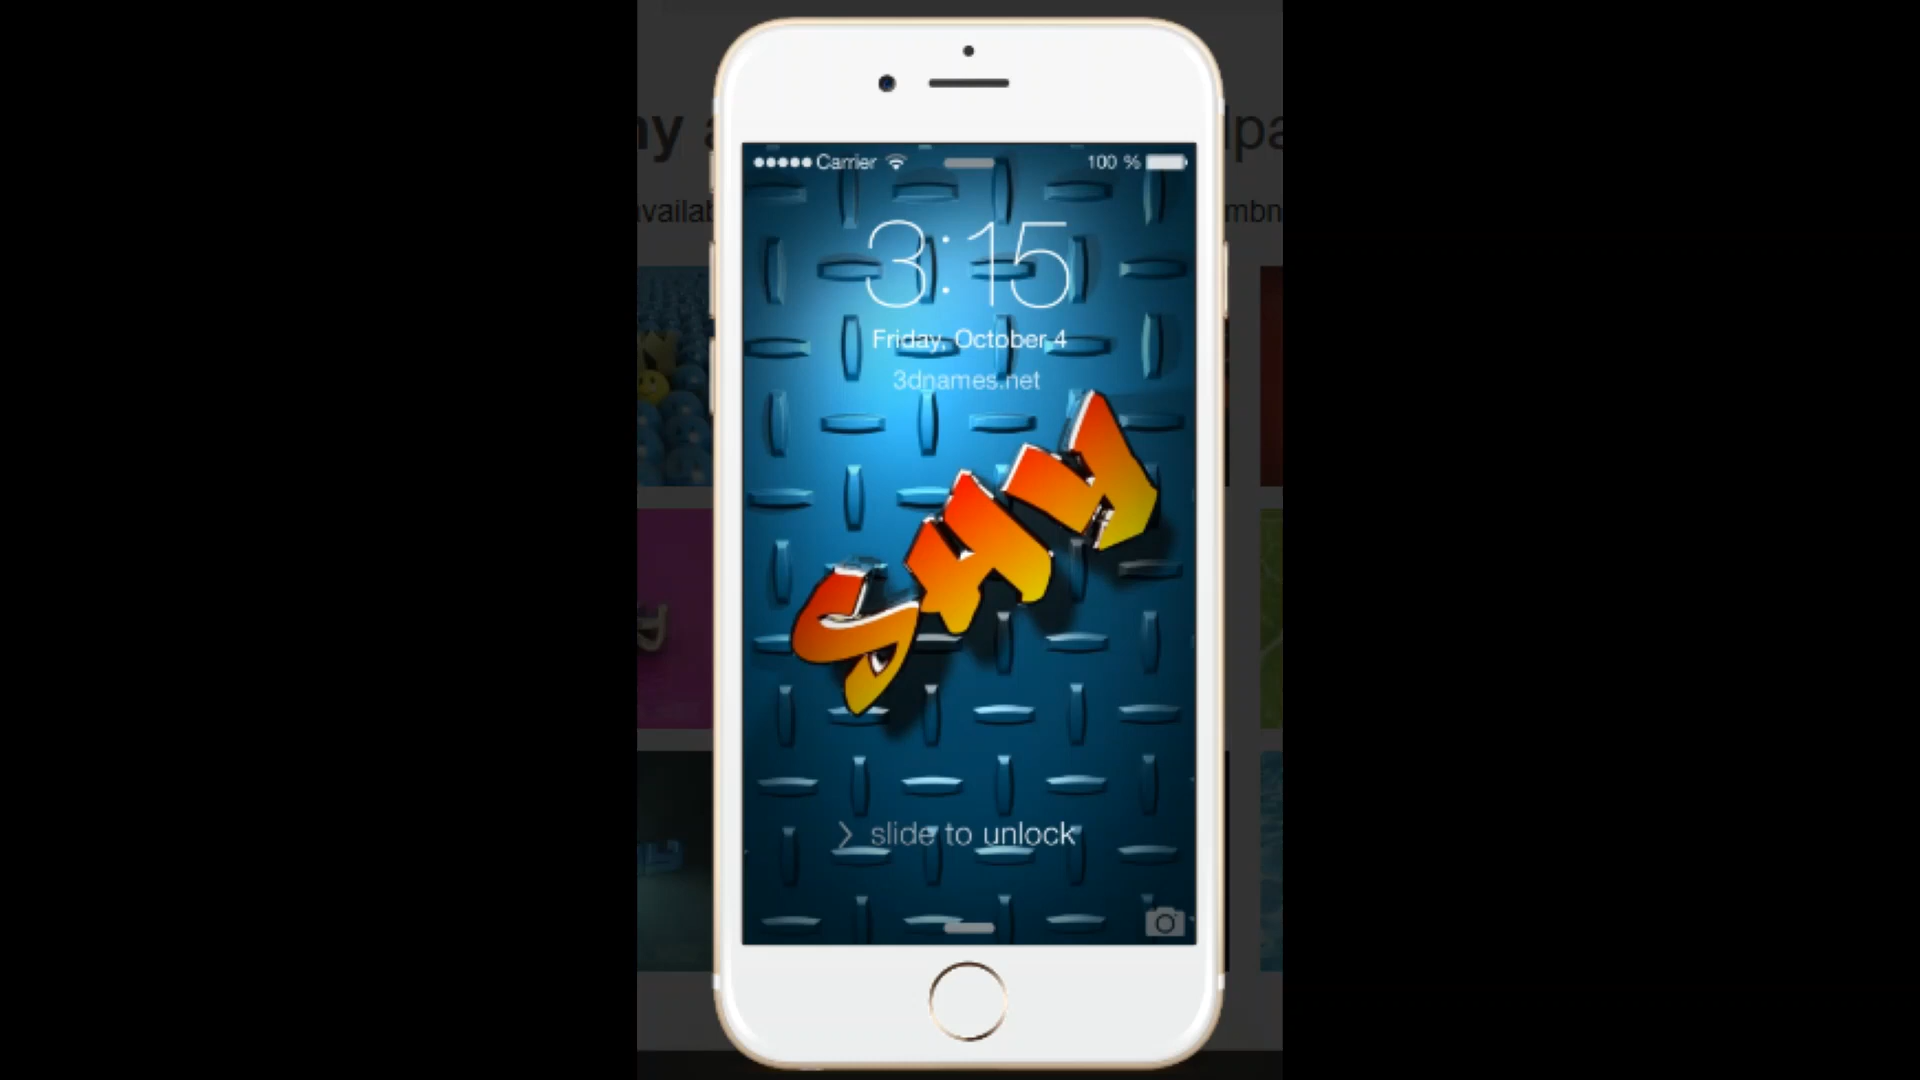 Carrier 100 %
3:15
Friday, October 4
3dnames.net
SHY
slide to unlock